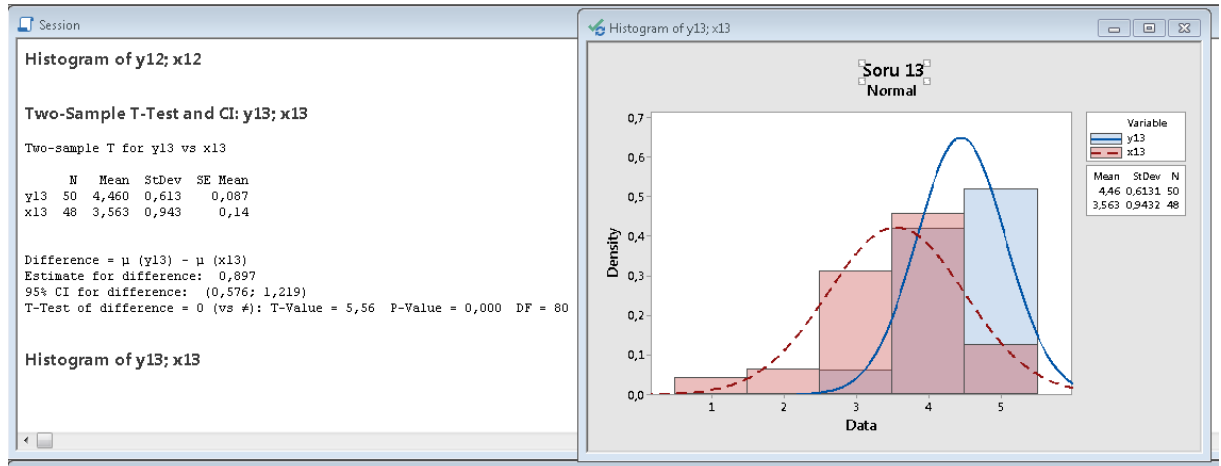 Session
Histogram of y12; x12
Two-Sample T-Test and CI: y13; x13
Two-sample T for y13 vs x13
N Mean StDev SE Mean
y13 50 4,460 0,613 0,087
x13 48 3,563 0,943 0,14
Difference = μ (y13) - μ (x13)
Estimate for difference: 0,897
95% CI for difference: (0,576; 1,219)
T-Test of difference = 0 (vs ≠): T-Value = 5,56 P-Value = 0,000 DF = 80
Histogram of y13; x13
Histogram of y13; x13
Soru 13
Normal
0,7
0,6
0,5
0,4
0,3
0,2
0,1
0,0
Density
1 2 3 4 5
Data
Variable
y13
x13
Mean StDev N
4,46 0,6131 50
3,563 0,9432 48